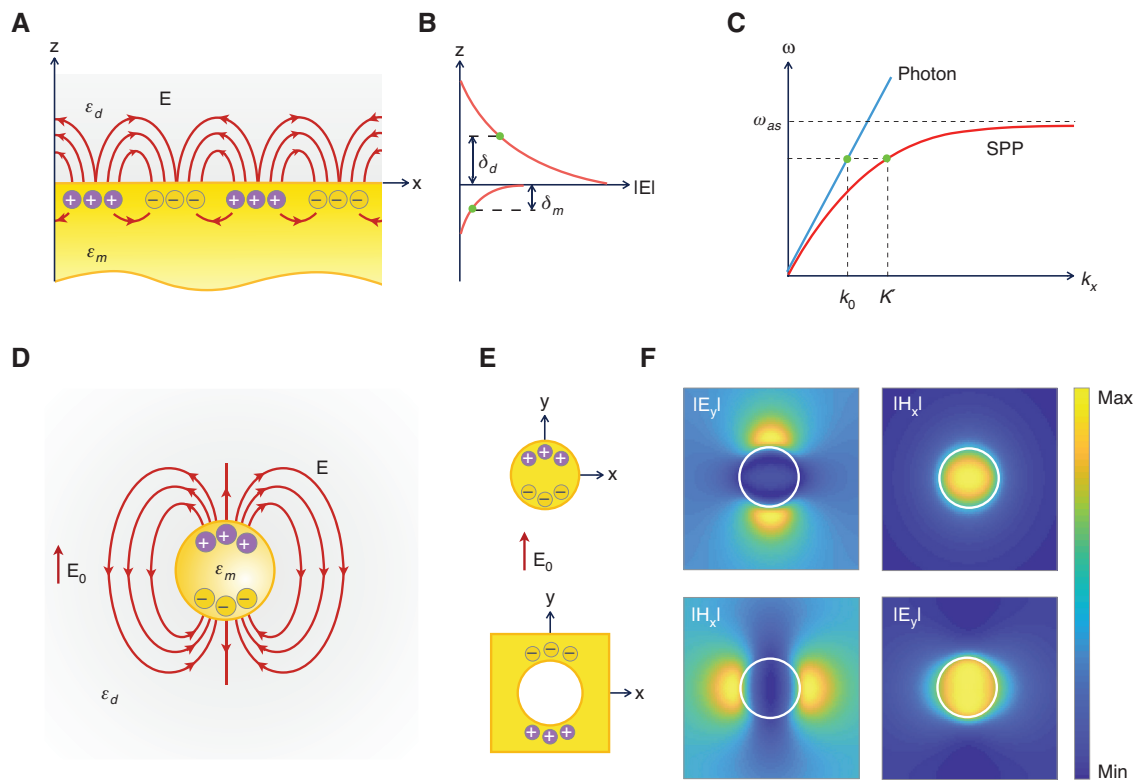 A
z
ε_d
E
x
+ + +
− − −
+ + +
− − −
ε_m
B
z
δ_d
|E|
δ_m
C
ω
Photon
ω_as
SPP
k_0
K'
k_x
D
E
E_0
+ + +
ε_m
− − −
ε_d
E
y
+ + +
x
− − −
E_0
y
− − −
x
+ + +
F
|E_y|
|H_x|
Max
|H_x|
|E_y|
Min